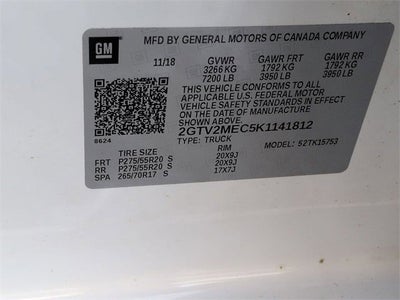 GM
MFD BY GENERAL MOTORS OF CANADA COMPANY
11/18 GVWR GAWR FRT GAWR RR
3266 KG 1792 KG 1792 KG
7200 LB 3950 LB 3950 LB
THIS VEHICLE CONFORMS TO ALL
APPLICABLE U.S. FEDERAL MOTOR
VEHICLE SAFETY STANDARDS IN EFFECT
ON THE DATE OF MANUFACTURE
SHOWN ABOVE.
8624 2GTV2MEC5K1141812
TYPE: TRUCK MODEL: 52TK15753
TIRE SIZE RIM
FRT P275/55R20 S 20X9J
RR P275/55R20 S 20X9J
SPA 265/70R17 S 17X7J